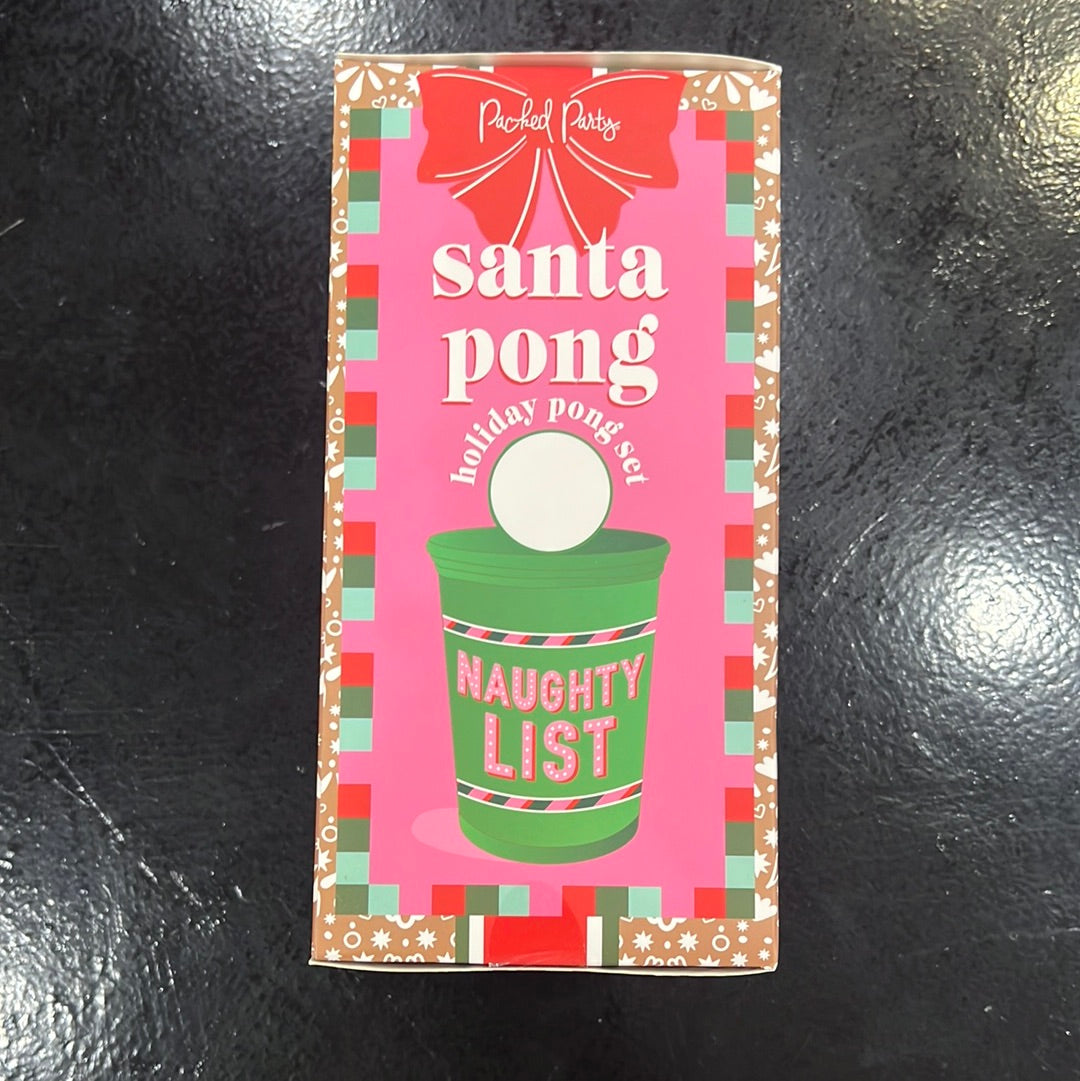 Packed Party®
santa
pong
holiday pong set
NAUGHTY
LIST